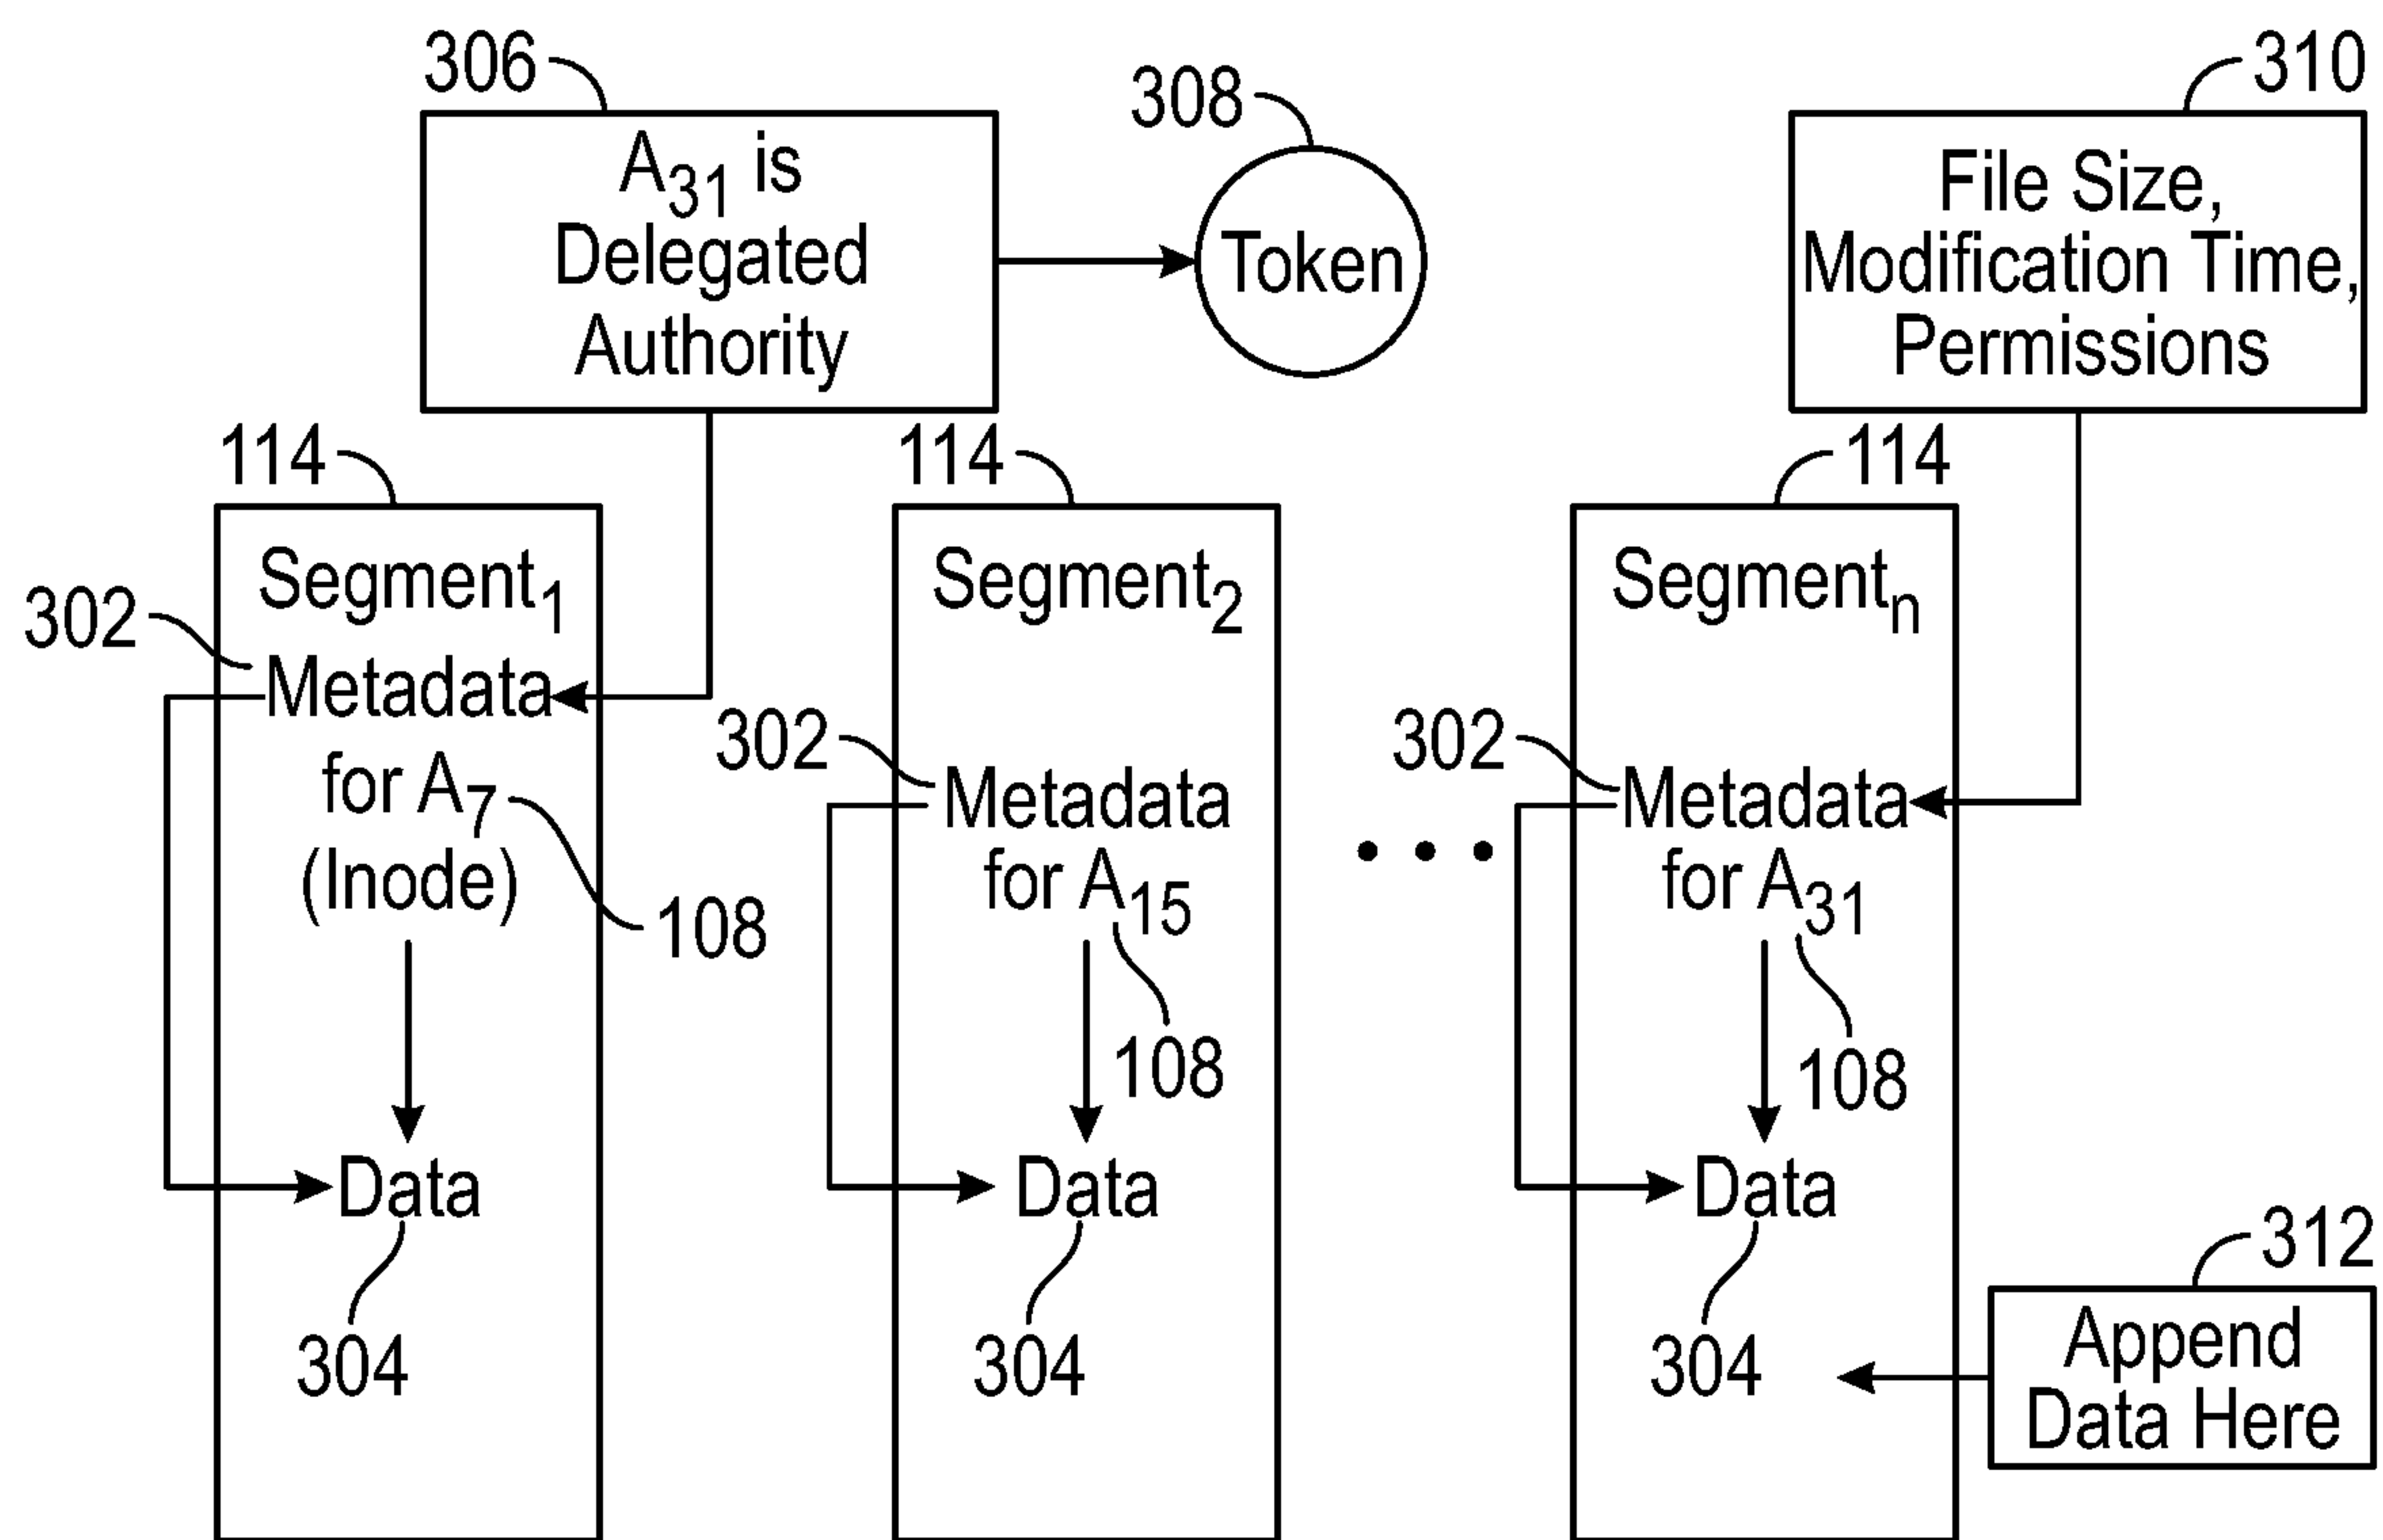 306
308
310
A31 is
Delegated
Authority
Token
File Size,
Modification Time,
Permissions
114
114
114
Segment1
302
Metadata
for A7
(Inode)
108
Data
304
Segment2
302
Metadata
for A15
108
Data
304
• • •
Segmentn
302
Metadata
for A31
108
Data
304
312
Append
Data Here